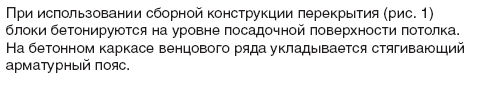 При использовании сборной конструкции перекрытия (рис. 1)
блоки бетонируются на уровне посадочной поверхности потолка.
На бетонном каркасе венцового ряда укладывается стягивающий
арматурный пояс.